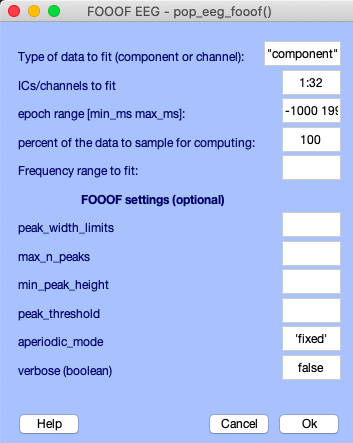 FOOOF EEG - pop_eeg_fooof()
Type of data to fit (component or channel): "component"
ICs/channels to fit 1:32
epoch range [min_ms max_ms]: -1000 199
percent of the data to sample for computing: 100
Frequency range to fit:
FOOOF settings (optional)
peak_width_limits
max_n_peaks
min_peak_height
peak_threshold
aperiodic_mode 'fixed'
verbose (boolean) false
Help Cancel Ok